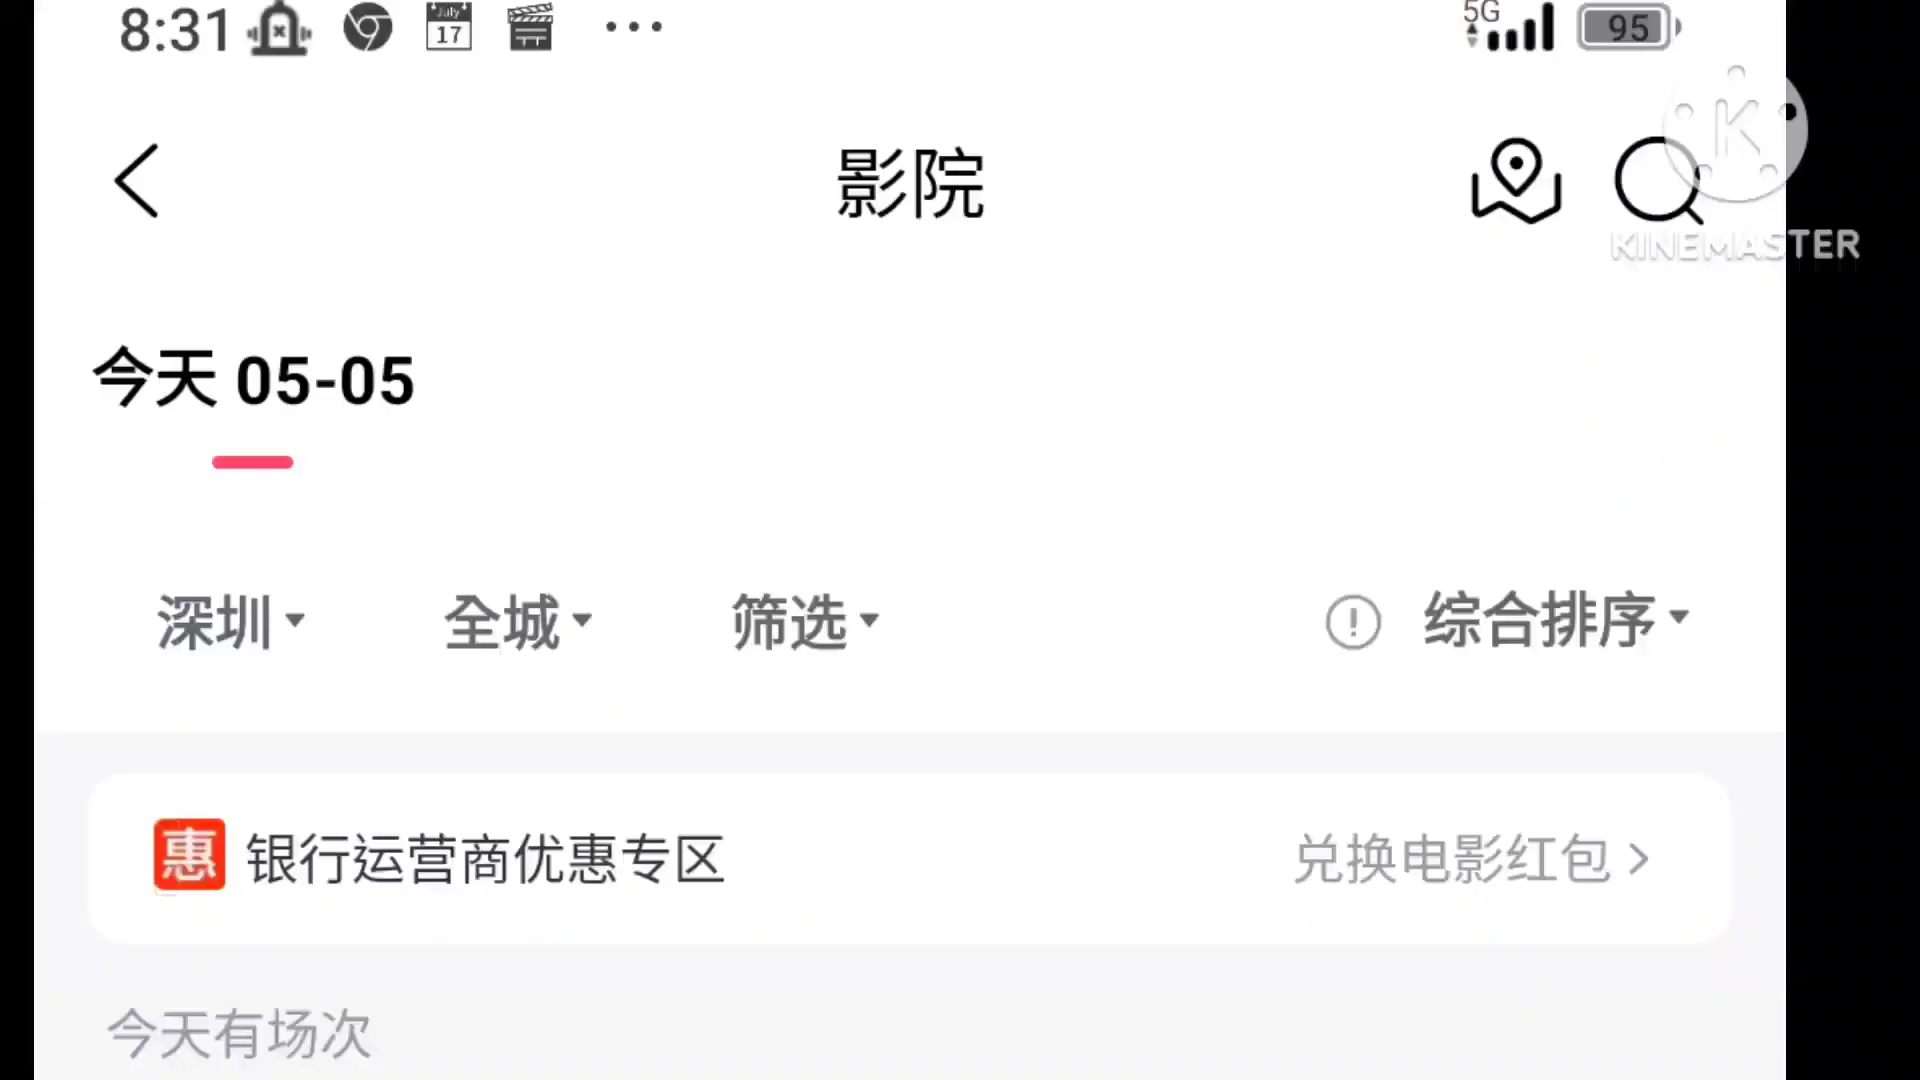 8:31 July 17 ... 5G 95
影院
KINEMASTER
今天 05-05
深圳 全城 筛选 综合排序
惠 银行运营商优惠专区 兑换电影红包
今天有场次